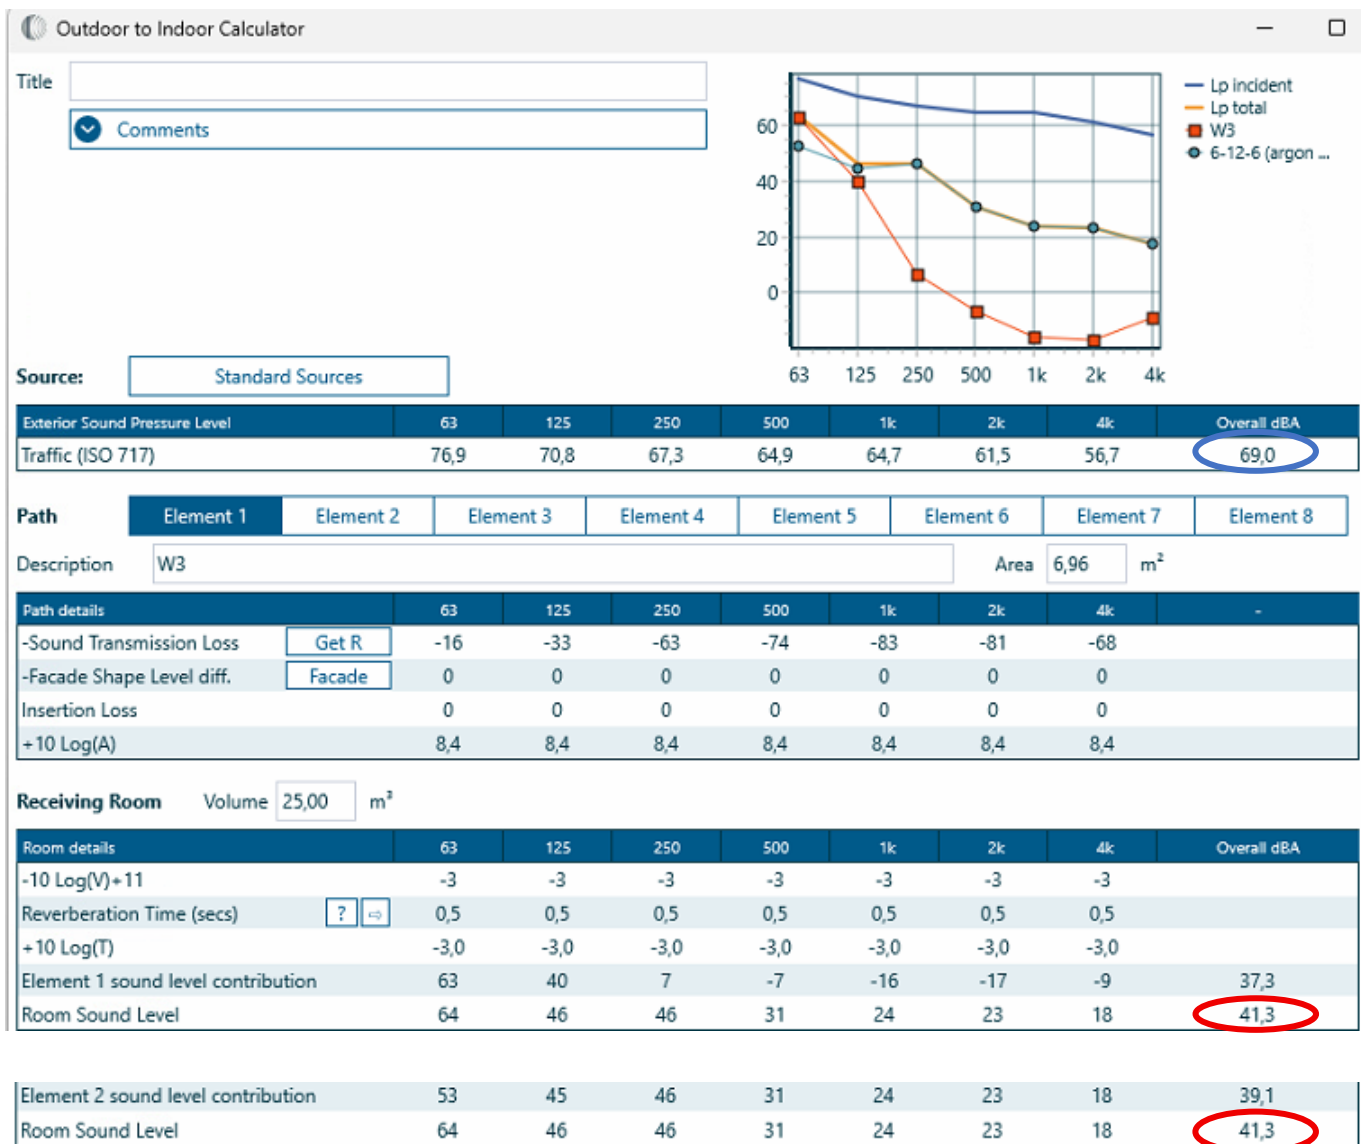 Outdoor to Indoor Calculator
Title
Comments
60
40
20
0
63 125 250 500 1k 2k 4k
Lp incident
Lp total
W3
6-12-6 (argon ...
Source: Standard Sources
Exterior Sound Pressure Level 63 125 250 500 1k 2k 4k Overall dBA
Traffic (ISO 717) 76,9 70,8 67,3 64,9 64,7 61,5 56,7 69,0
Path Element 1 Element 2 Element 3 Element 4 Element 5 Element 6 Element 7 Element 8
Description W3 Area 6,96 m²
Path details 63 125 250 500 1k 2k 4k -
-Sound Transmission Loss Get R -16 -33 -63 -74 -83 -81 -68
-Facade Shape Level diff. Facade 0 0 0 0 0 0 0
Insertion Loss 0 0 0 0 0 0 0
+10 Log(A) 8,4 8,4 8,4 8,4 8,4 8,4 8,4
Receiving Room Volume 25,00 m³
Room details 63 125 250 500 1k 2k 4k Overall dBA
-10 Log(V)+11 -3 -3 -3 -3 -3 -3 -3
Reverberation Time (secs) ? ⇨ 0,5 0,5 0,5 0,5 0,5 0,5 0,5
+10 Log(T) -3,0 -3,0 -3,0 -3,0 -3,0 -3,0 -3,0
Element 1 sound level contribution 63 40 7 -7 -16 -17 -9 37,3
Room Sound Level 64 46 46 31 24 23 18 41,3
Element 2 sound level contribution 53 45 46 31 24 23 18 39,1
Room Sound Level 64 46 46 31 24 23 18 41,3